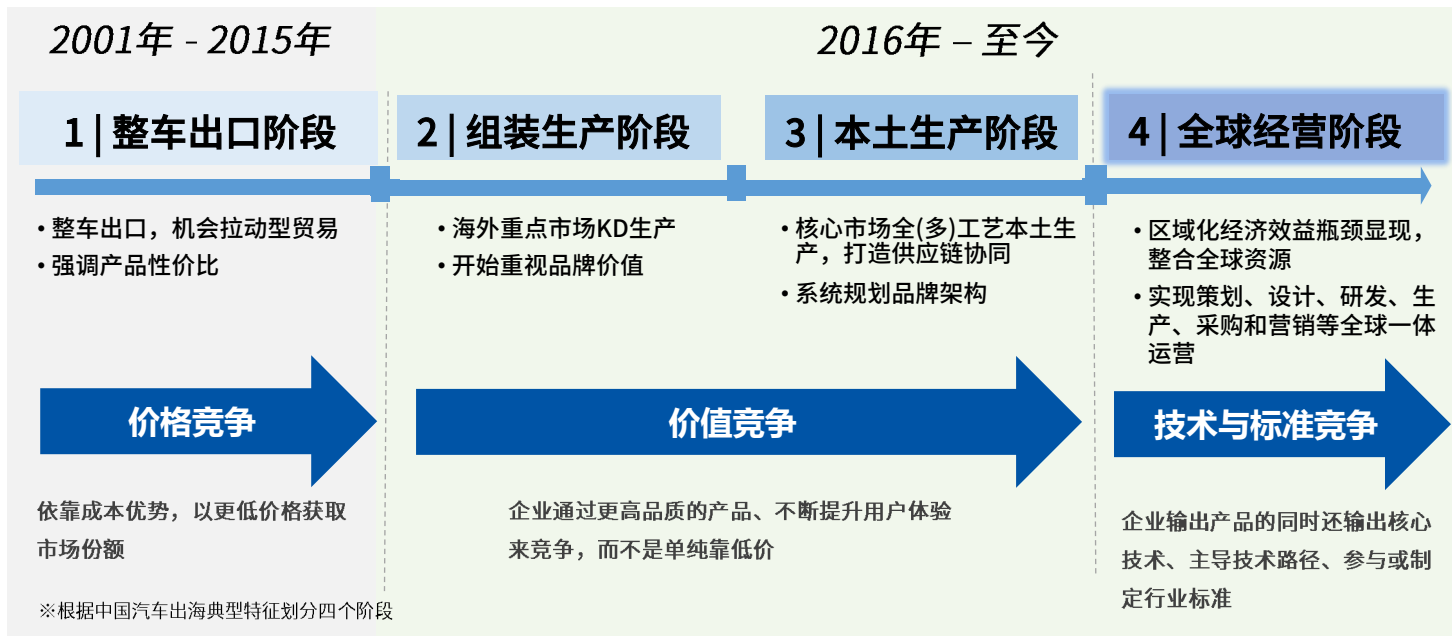 2001年 - 2015年
2016年 – 至今
1 | 整车出口阶段
2 | 组装生产阶段
3 | 本土生产阶段
4 | 全球经营阶段
• 整车出口，机会拉动型贸易
• 强调产品性价比
• 海外重点市场KD生产
• 开始重视品牌价值
• 核心市场全(多)工艺本土生
产，打造供应链协同
• 系统规划品牌架构
• 区域化经济效益瓶颈显现，
整合全球资源
• 实现策划、设计、研发、生
产、采购和营销等全球一体
运营
价格竞争
价值竞争
技术与标准竞争
依靠成本优势，以更低价格获取
市场份额
企业通过更高品质的产品、不断提升用户体验
来竞争，而不是单纯靠低价
企业输出产品的同时还输出核心
技术、主导技术路径、参与或制
定行业标准
※根据中国汽车出海典型特征划分四个阶段